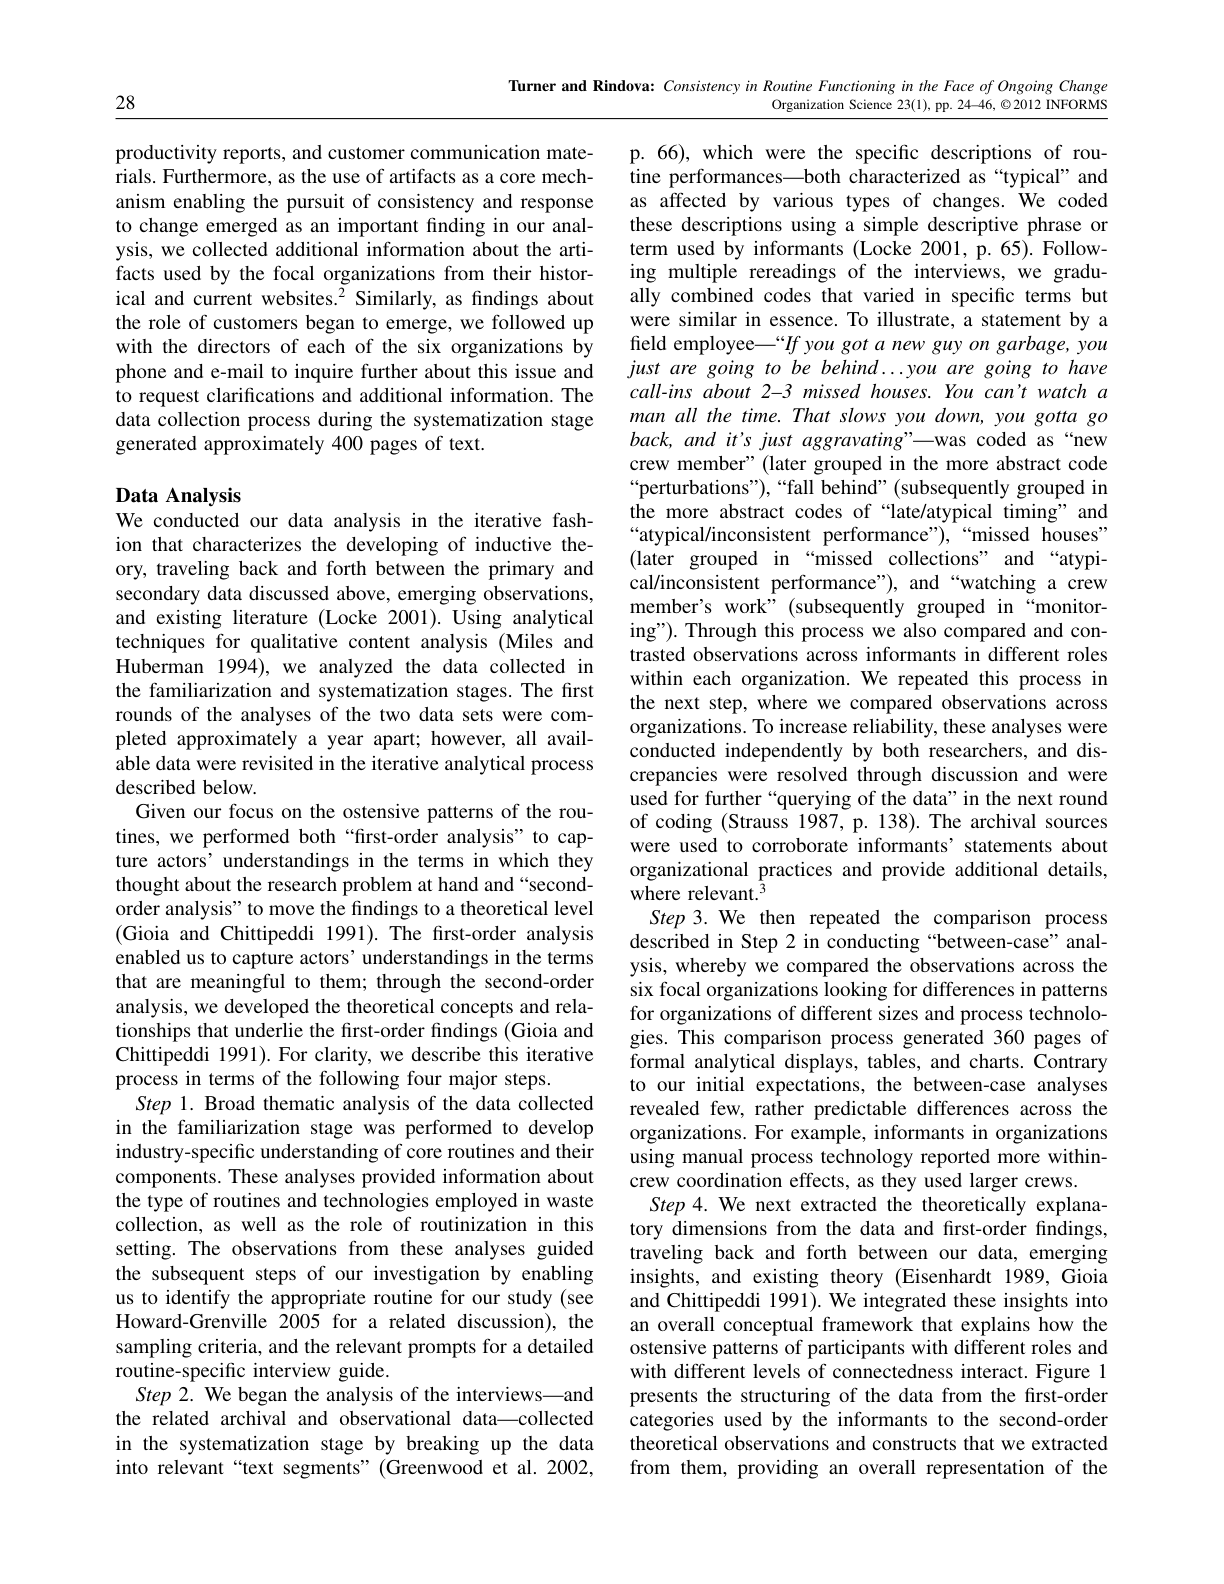 28
Turner and Rindova: Consistency in Routine Functioning in the Face of Ongoing Change
Organization Science 23(1), pp. 24–46, © 2012 INFORMS
productivity reports, and customer communication mate-
rials. Furthermore, as the use of artifacts as a core mech-
anism enabling the pursuit of consistency and response
to change emerged as an important finding in our anal-
ysis, we collected additional information about the arti-
facts used by the focal organizations from their histor-
ical and current websites.2 Similarly, as findings about
the role of customers began to emerge, we followed up
with the directors of each of the six organizations by
phone and e-mail to inquire further about this issue and
to request clarifications and additional information. The
data collection process during the systematization stage
generated approximately 400 pages of text.
Data Analysis
We conducted our data analysis in the iterative fash-
ion that characterizes the developing of inductive the-
ory, traveling back and forth between the primary and
secondary data discussed above, emerging observations,
and existing literature (Locke 2001). Using analytical
techniques for qualitative content analysis (Miles and
Huberman 1994), we analyzed the data collected in
the familiarization and systematization stages. The first
rounds of the analyses of the two data sets were com-
pleted approximately a year apart; however, all avail-
able data were revisited in the iterative analytical process
described below.
Given our focus on the ostensive patterns of the rou-
tines, we performed both “first-order analysis” to cap-
ture actors’ understandings in the terms in which they
thought about the research problem at hand and “second-
order analysis” to move the findings to a theoretical level
(Gioia and Chittipeddi 1991). The first-order analysis
enabled us to capture actors’ understandings in the terms
that are meaningful to them; through the second-order
analysis, we developed the theoretical concepts and rela-
tionships that underlie the first-order findings (Gioia and
Chittipeddi 1991). For clarity, we describe this iterative
process in terms of the following four major steps.
Step 1. Broad thematic analysis of the data collected
in the familiarization stage was performed to develop
industry-specific understanding of core routines and their
components. These analyses provided information about
the type of routines and technologies employed in waste
collection, as well as the role of routinization in this
setting. The observations from these analyses guided
the subsequent steps of our investigation by enabling
us to identify the appropriate routine for our study (see
Howard-Grenville 2005 for a related discussion), the
sampling criteria, and the relevant prompts for a detailed
routine-specific interview guide.
Step 2. We began the analysis of the interviews—and
the related archival and observational data—collected
in the systematization stage by breaking up the data
into relevant “text segments” (Greenwood et al. 2002,
p. 66), which were the specific descriptions of rou-
tine performances—both characterized as “typical” and
as affected by various types of changes. We coded
these descriptions using a simple descriptive phrase or
term used by informants (Locke 2001, p. 65). Follow-
ing multiple rereadings of the interviews, we gradu-
ally combined codes that varied in specific terms but
were similar in essence. To illustrate, a statement by a
field employee—“If you got a new guy on garbage, you
just are going to be behind...you are going to have
call-ins about 2–3 missed houses. You can’t watch a
man all the time. That slows you down, you gotta go
back, and it’s just aggravating”—was coded as “new
crew member” (later grouped in the more abstract code
“perturbations”), “fall behind” (subsequently grouped in
the more abstract codes of “late/atypical timing” and
“atypical/inconsistent performance”), “missed houses”
(later grouped in “missed collections” and “atypi-
cal/inconsistent performance”), and “watching a crew
member’s work” (subsequently grouped in “monitor-
ing”). Through this process we also compared and con-
trasted observations across informants in different roles
within each organization. We repeated this process in
the next step, where we compared observations across
organizations. To increase reliability, these analyses were
conducted independently by both researchers, and dis-
crepancies were resolved through discussion and were
used for further “querying of the data” in the next round
of coding (Strauss 1987, p. 138). The archival sources
were used to corroborate informants’ statements about
organizational practices and provide additional details,
where relevant.3
Step 3. We then repeated the comparison process
described in Step 2 in conducting “between-case” anal-
ysis, whereby we compared the observations across the
six focal organizations looking for differences in patterns
for organizations of different sizes and process technolo-
gies. This comparison process generated 360 pages of
formal analytical displays, tables, and charts. Contrary
to our initial expectations, the between-case analyses
revealed few, rather predictable differences across the
organizations. For example, informants in organizations
using manual process technology reported more within-
crew coordination effects, as they used larger crews.
Step 4. We next extracted the theoretically explana-
tory dimensions from the data and first-order findings,
traveling back and forth between our data, emerging
insights, and existing theory (Eisenhardt 1989, Gioia
and Chittipeddi 1991). We integrated these insights into
an overall conceptual framework that explains how the
ostensive patterns of participants with different roles and
with different levels of connectedness interact. Figure 1
presents the structuring of the data from the first-order
categories used by the informants to the second-order
theoretical observations and constructs that we extracted
from them, providing an overall representation of the